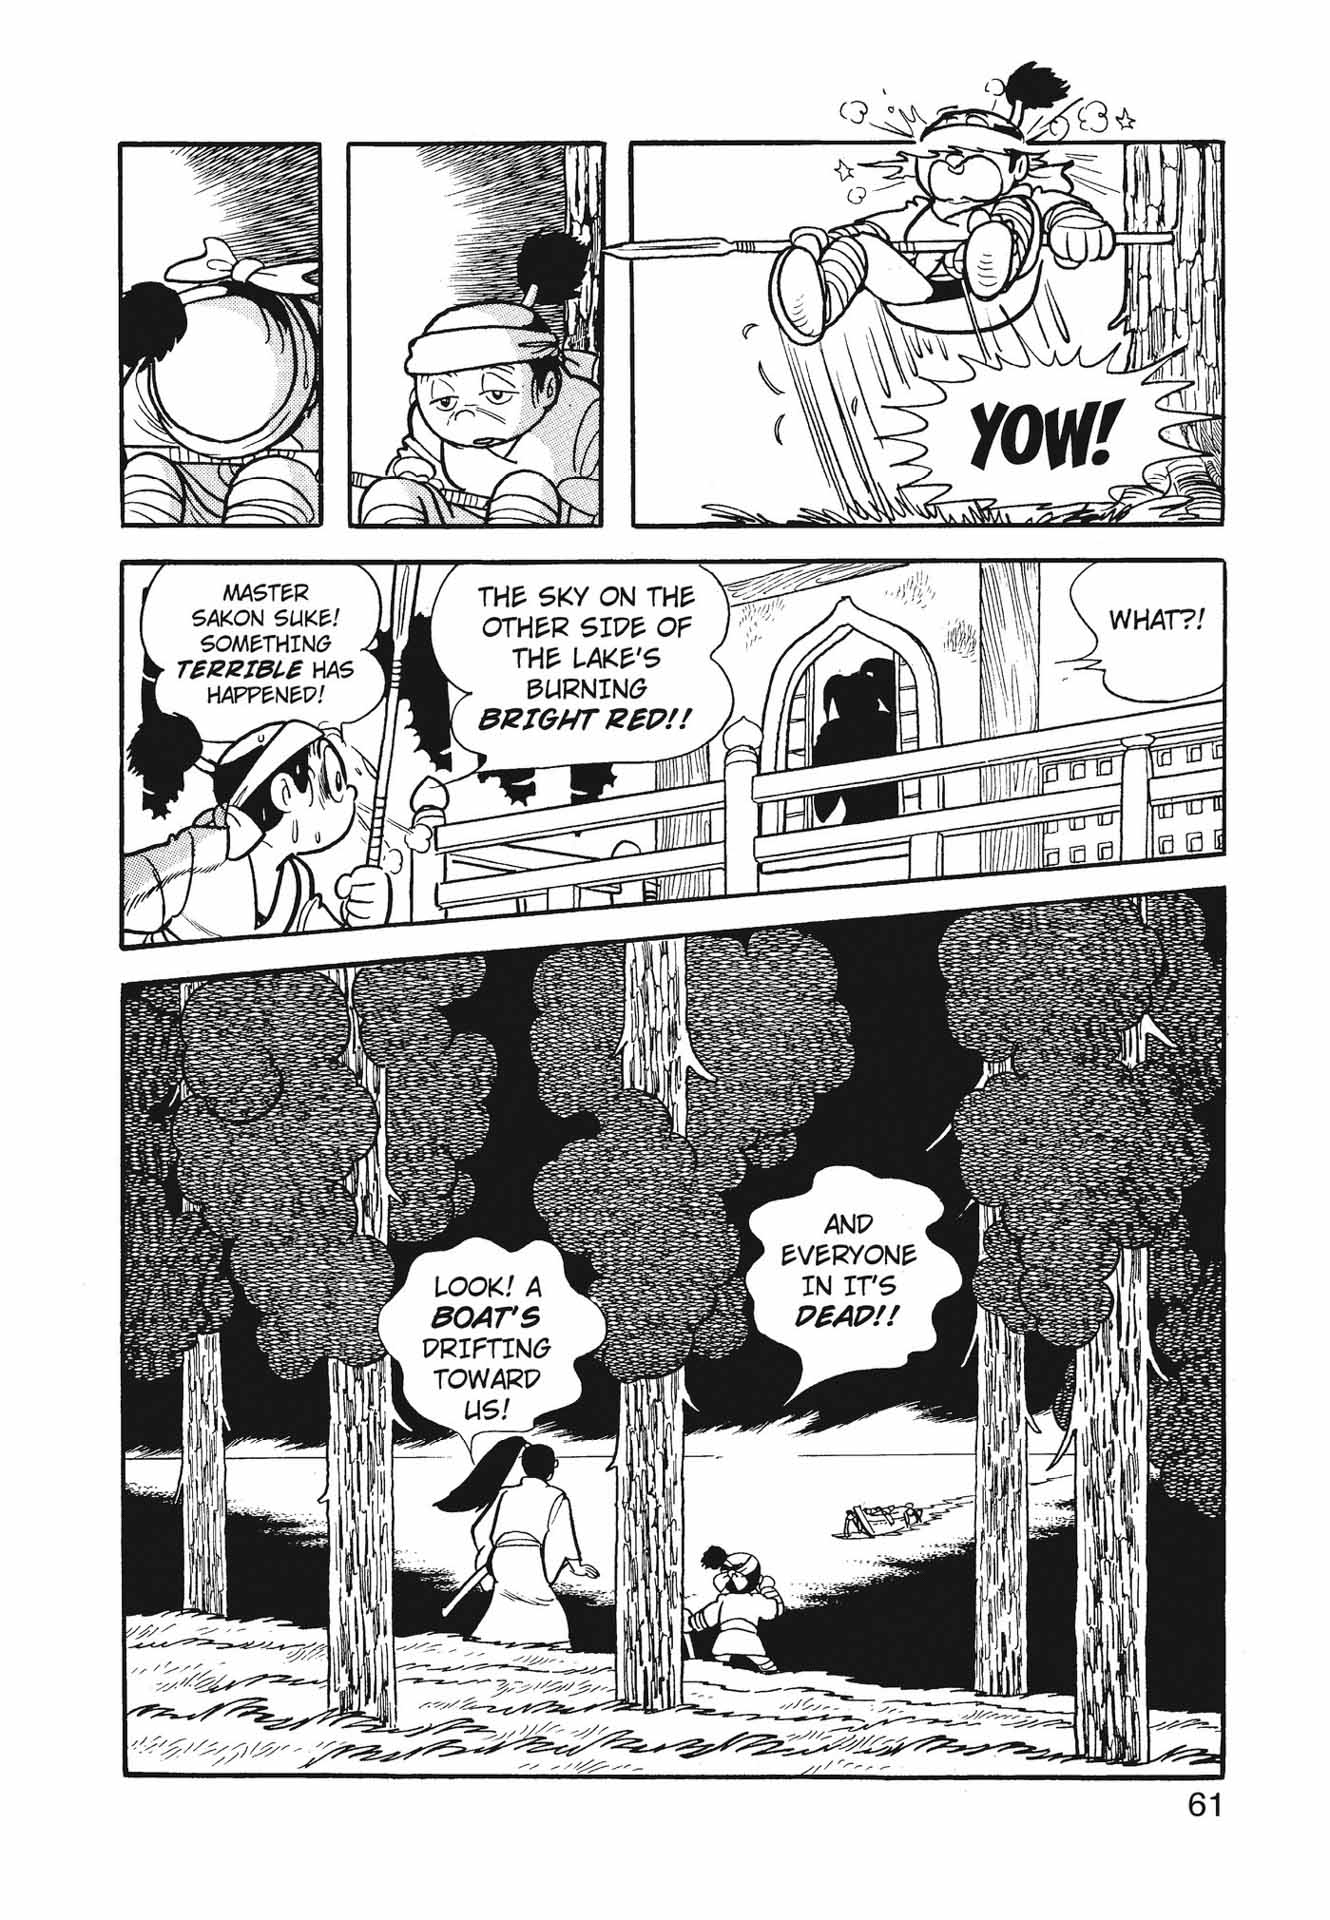 YOW!
MASTER
SAKON SUKE!
SOMETHING
TERRIBLE HAS
HAPPENED!
THE SKY ON THE
OTHER SIDE OF
THE LAKE'S
BURNING
BRIGHT RED!!
WHAT?!
LOOK! A
BOAT'S
DRIFTING
TOWARD
US!
AND
EVERYONE
IN IT'S
DEAD!!
61